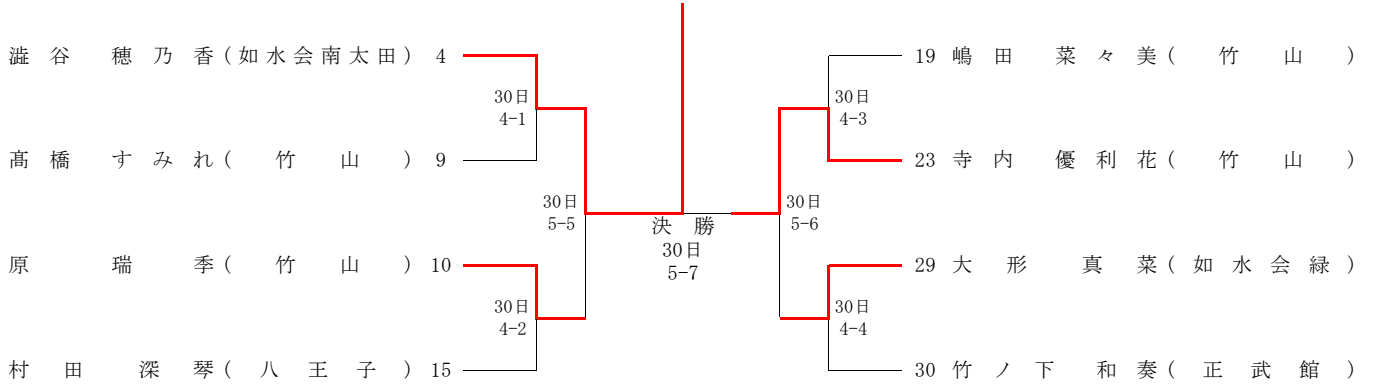 澁谷 穂乃香(如水会南太田) 4
30日
4-1
髙橋 すみれ(竹山) 9
30日
5-5
原 瑞季(竹山) 10
30日
4-2
村田 深琴(八王子) 15
決勝
30日
5-7
19 嶋田 菜々美(竹山)
30日
4-3
23 寺内 優利花(竹山)
30日
5-6
29 大形 真菜(如水会緑)
30日
4-4
30 竹ノ下 和奏(正武館)